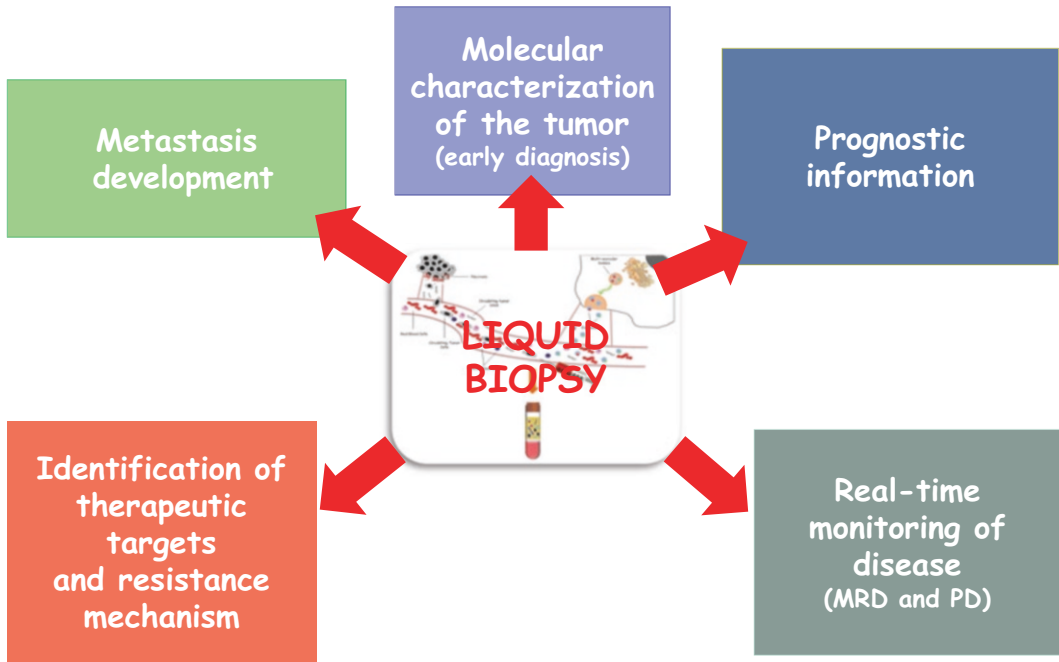 Molecular
characterization
of the tumor
(early diagnosis)
Metastasis
development
Prognostic
information
LIQUID
BIOPSY
Identification of
therapeutic
targets
and resistance
mechanism
Real-time
monitoring of
disease
(MRD and PD)